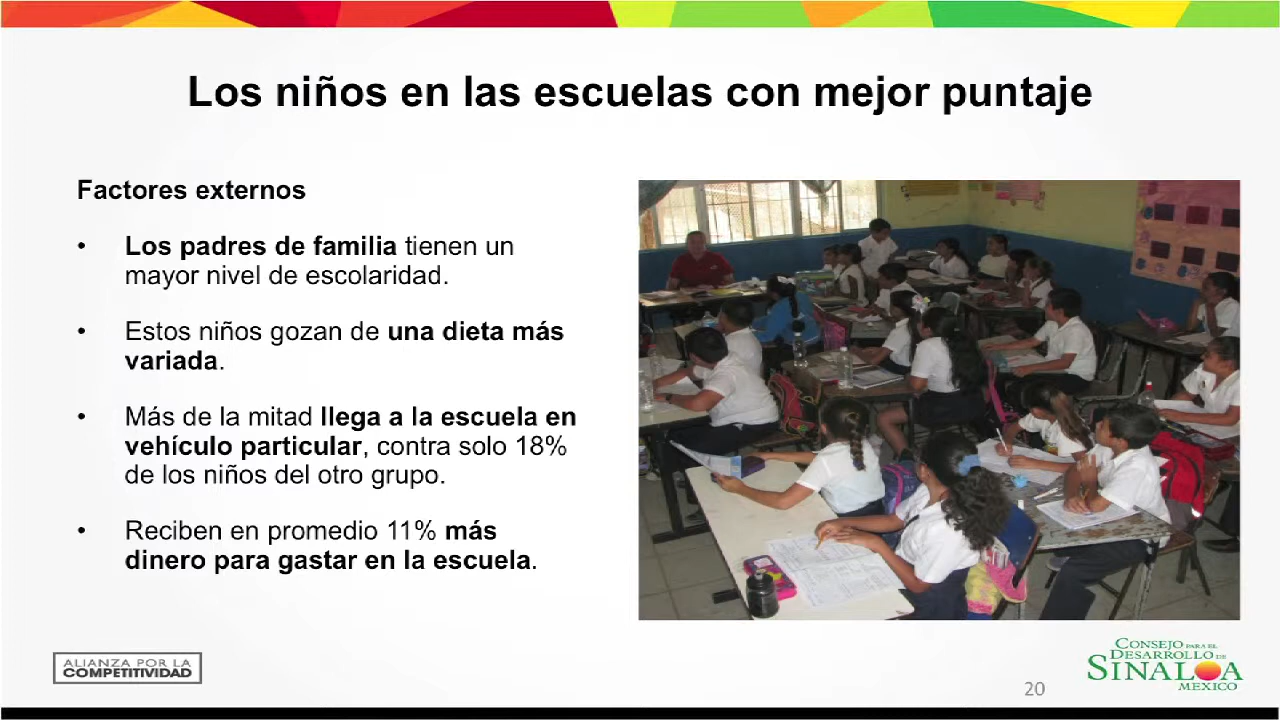 Los niños en las escuelas con mejor puntaje
Factores externos
• Los padres de familia tienen un
mayor nivel de escolaridad.
• Estos niños gozan de una dieta más
variada.
• Más de la mitad llega a la escuela en
vehículo particular, contra solo 18%
de los niños del otro grupo.
• Reciben en promedio 11% más
dinero para gastar en la escuela.
ALIANZA POR LA
COMPETITIVIDAD
20
CONSEJO PARA EL
DESARROLLO DE
SINALOA
MEXICO